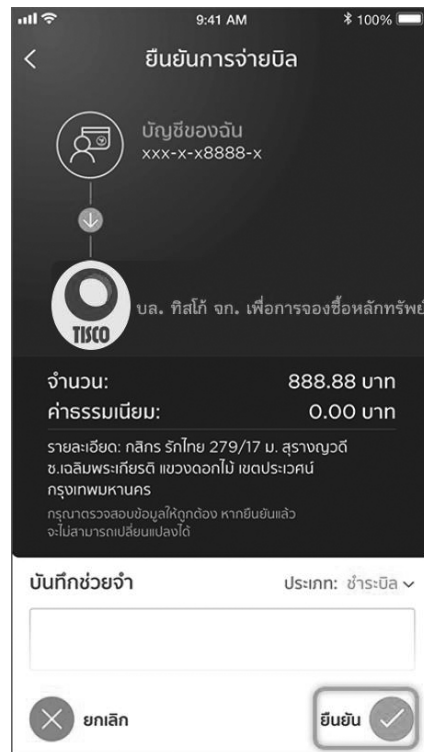 9:41 AM
100%
ยืนยันการจ่ายบิล
บัญชีของฉัน
xxx-x-x8888-x
TISCO
บล. ทิสโก้ จก. เพื่อการจองซื้อหลักทรัพย์
จำนวน: 888.88 บาท
ค่าธรรมเนียม: 0.00 บาท
รายละเอียด: กสิกร รักไทย 279/17 ม. สุรางญวดี
ซ.เฉลิมพระเกียรติ แขวงดอกไม้ เขตประเวศน์
กรุงเทพมหานคร
กรุณาตรวจสอบข้อมูลให้ถูกต้อง หากยืนยันแล้ว
จะไม่สามารถเปลี่ยนแปลงได้
บันทึกช่วยจำ ประเภท: ชำระบิล
ยกเลิก ยืนยัน